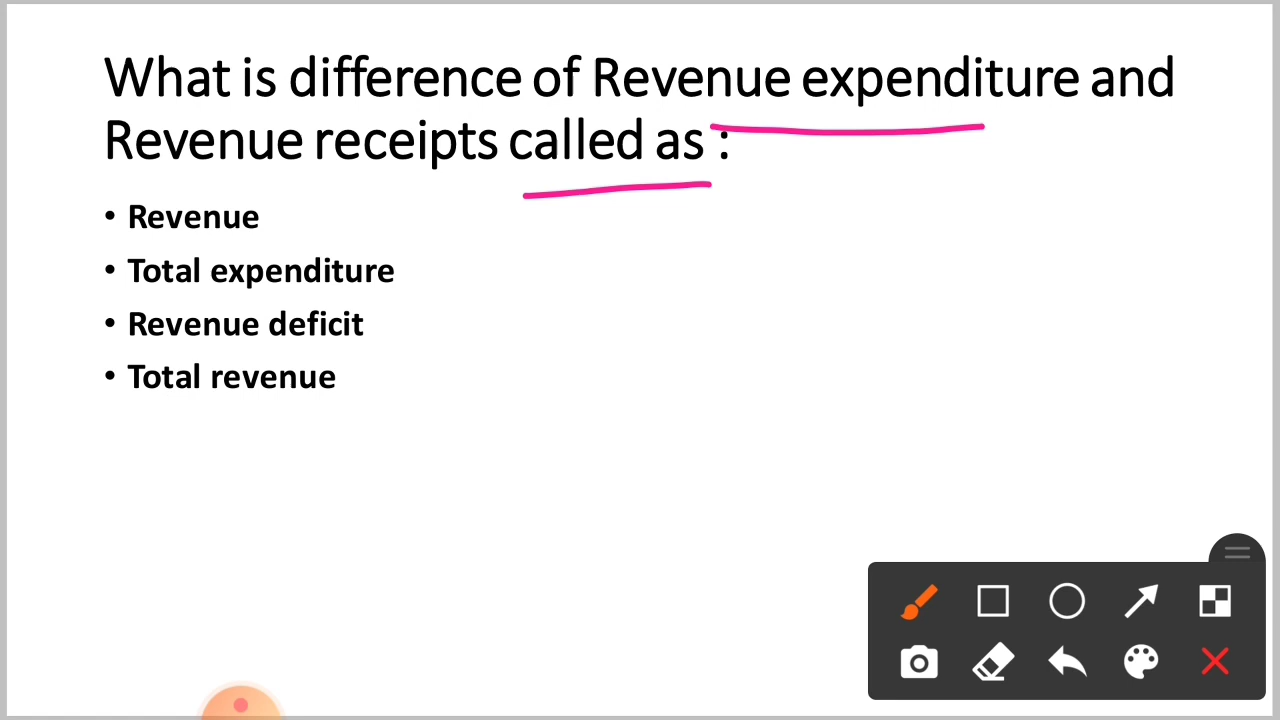 What is difference of Revenue expenditure and
Revenue receipts called as :
• Revenue
• Total expenditure
• Revenue deficit
• Total revenue